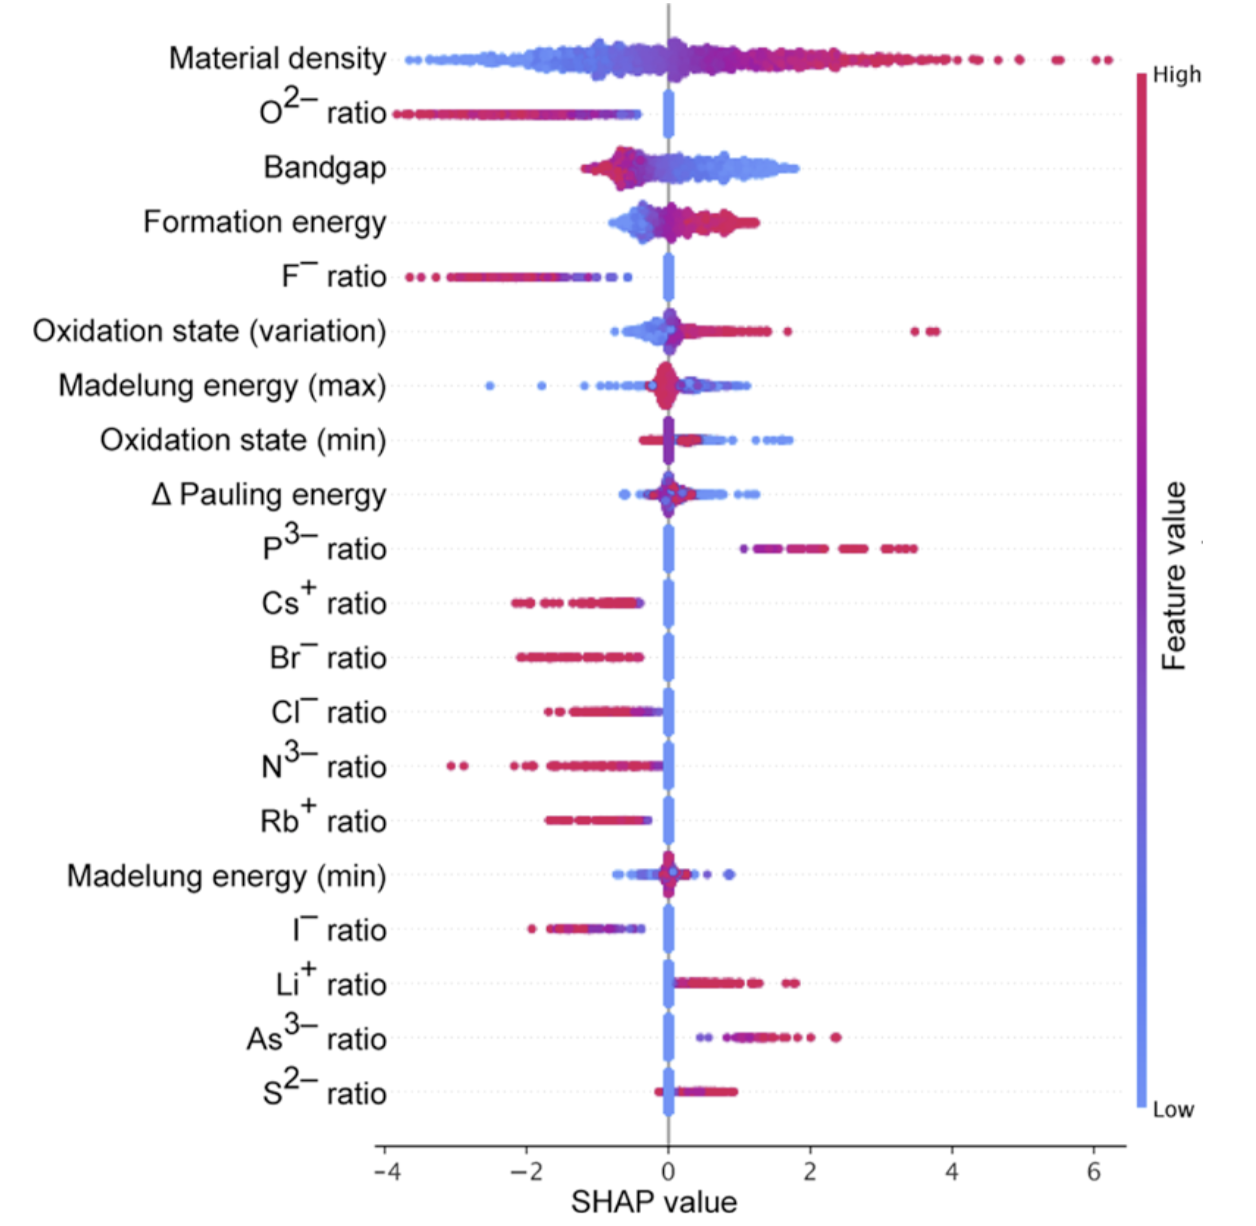 Material density
O2− ratio
Bandgap
Formation energy
F− ratio
Oxidation state (variation)
Madelung energy (max)
Oxidation state (min)
Δ Pauling energy
P3− ratio
Cs+ ratio
Br− ratio
Cl− ratio
N3− ratio
Rb+ ratio
Madelung energy (min)
I− ratio
Li+ ratio
As3− ratio
S2− ratio
−4 −2 0 2 4 6
SHAP value
High
Feature value
Low